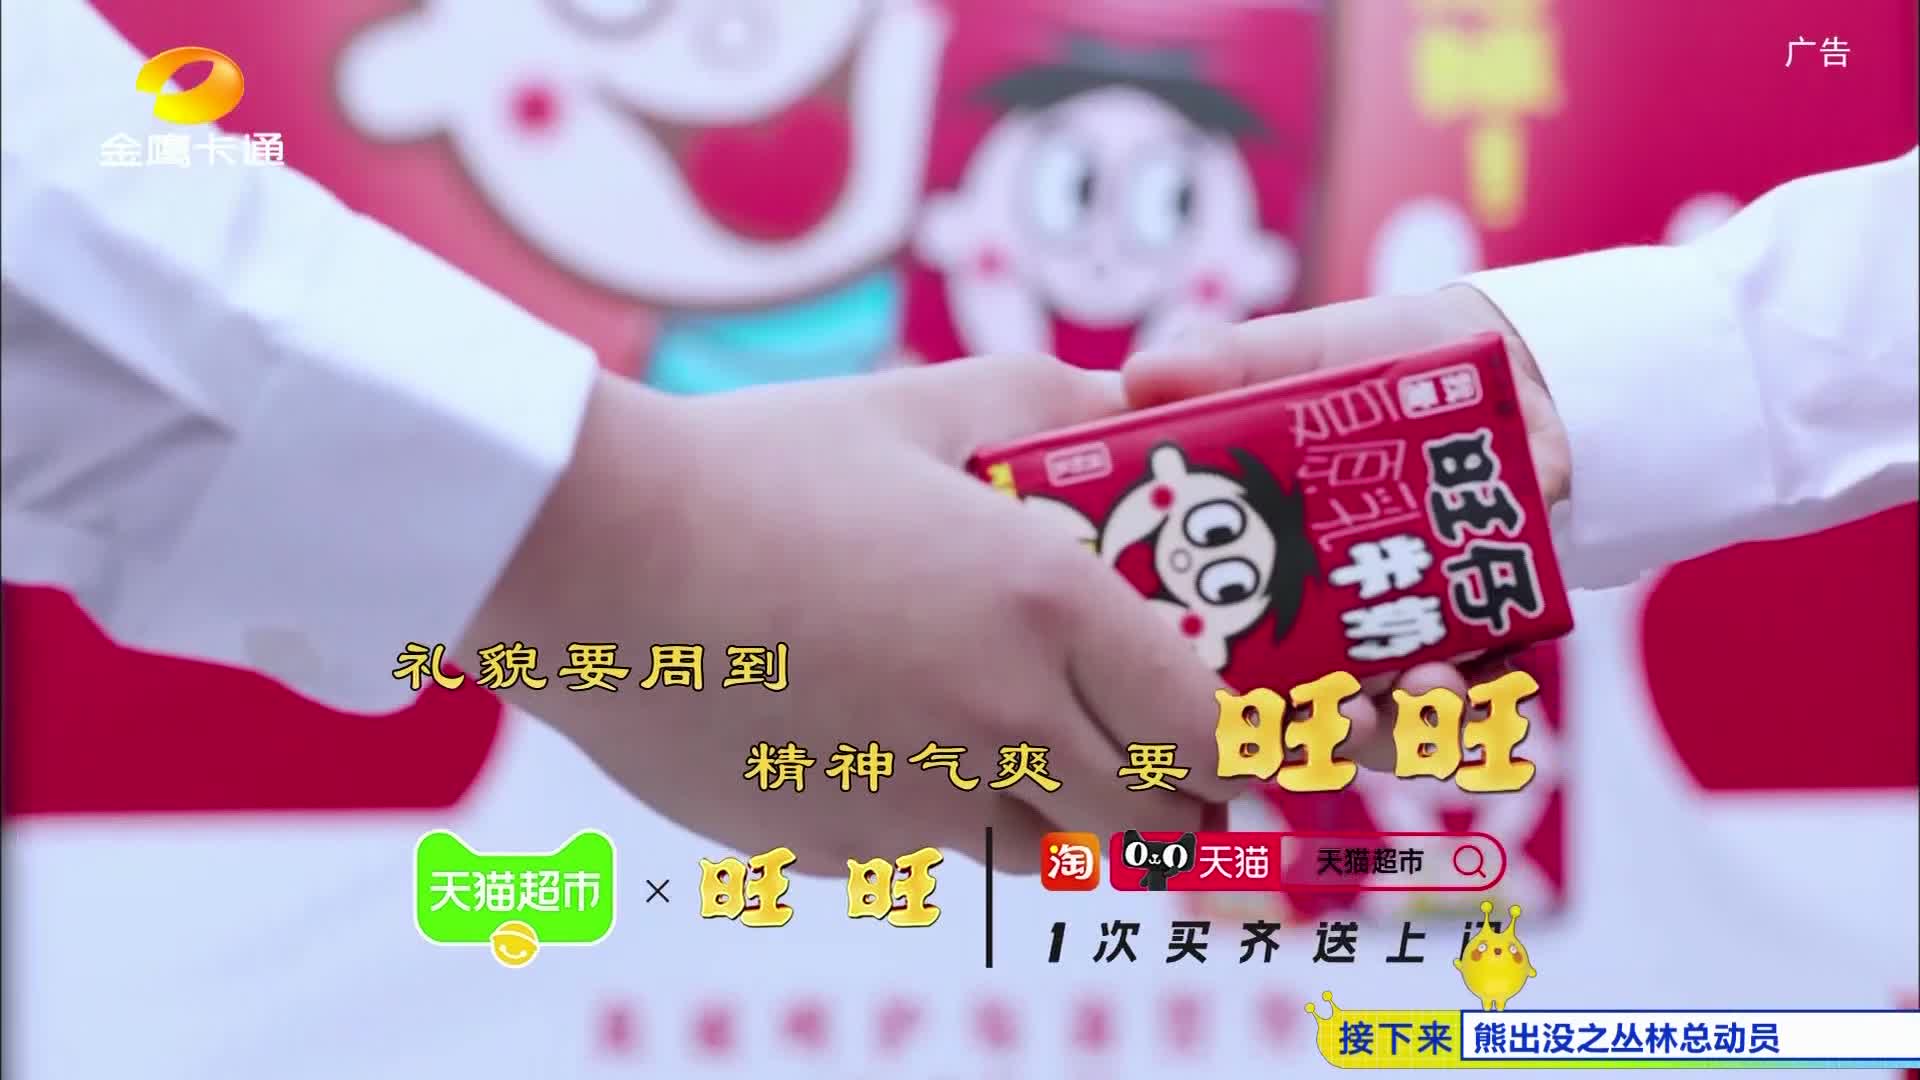 广告
金鹰卡通
旺仔
牛奶
礼貌要周到
精神气爽 要旺旺
天猫超市 × 旺旺
淘 天猫 天猫超市
1次买齐送上
接下来 熊出没之丛林总动员